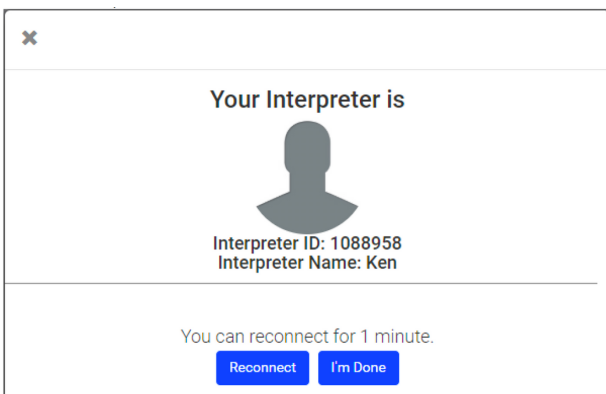 Your Interpreter is
Interpreter ID: 1088958
Interpreter Name: Ken
You can reconnect for 1 minute.
Reconnect
I'm Done